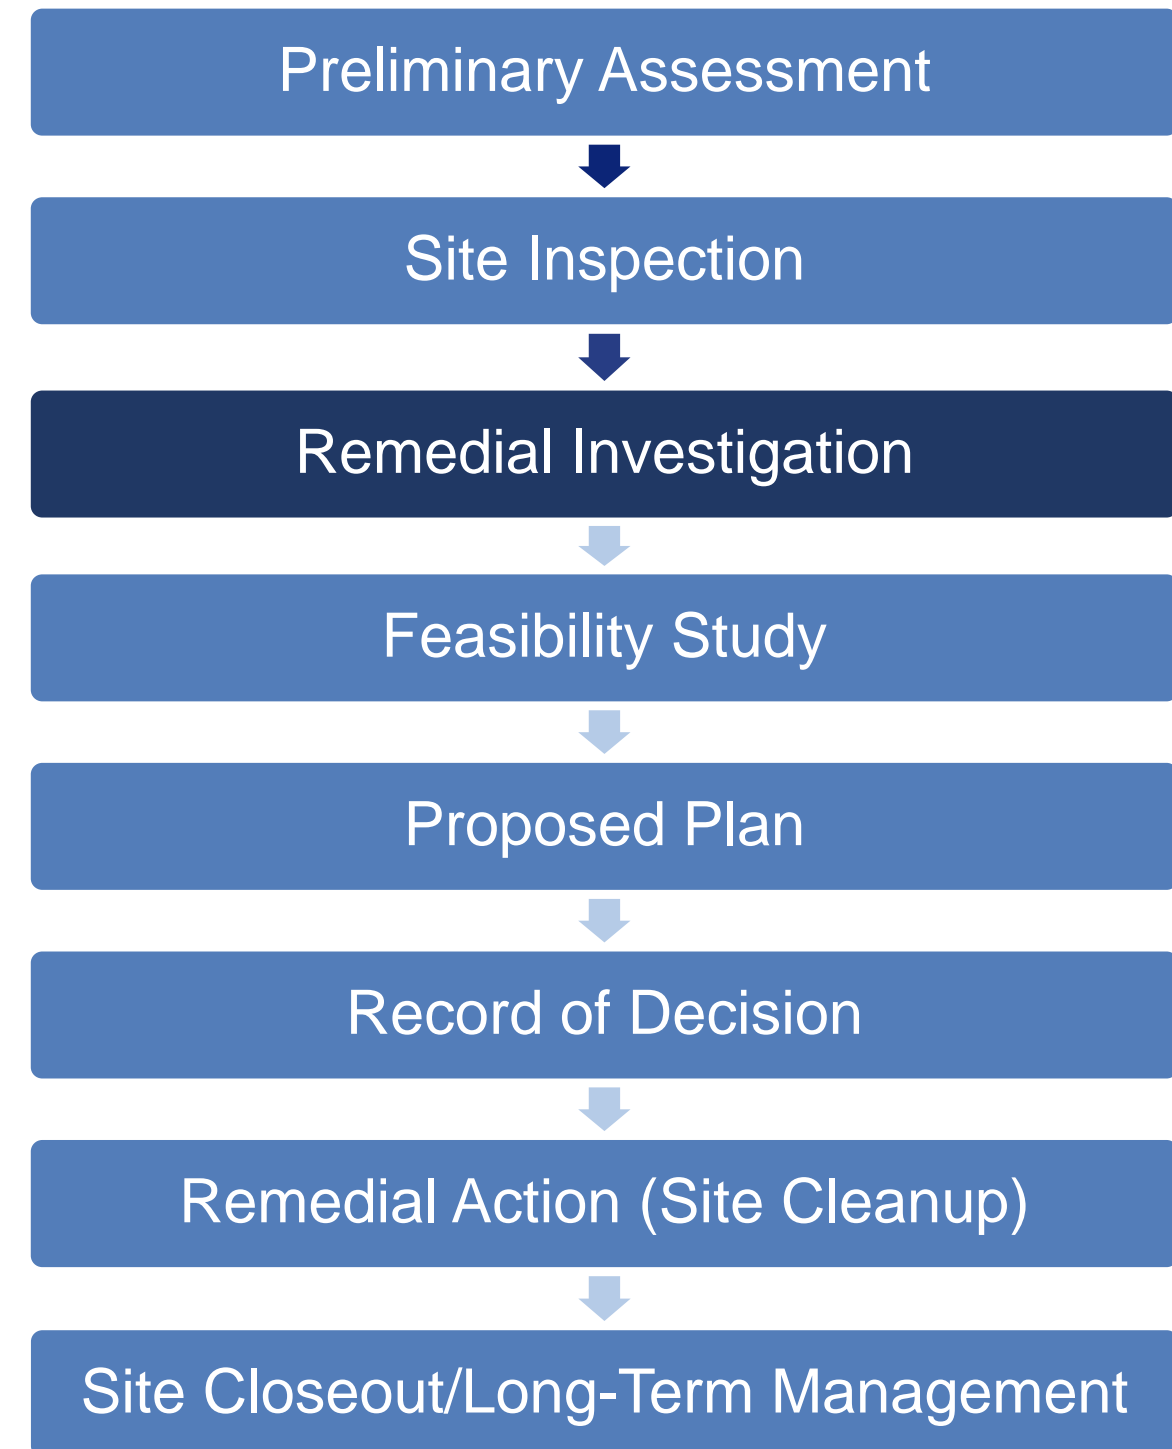 Preliminary Assessment
Site Inspection
Remedial Investigation
Feasibility Study
Proposed Plan
Record of Decision
Remedial Action (Site Cleanup)
Site Closeout/Long-Term Management